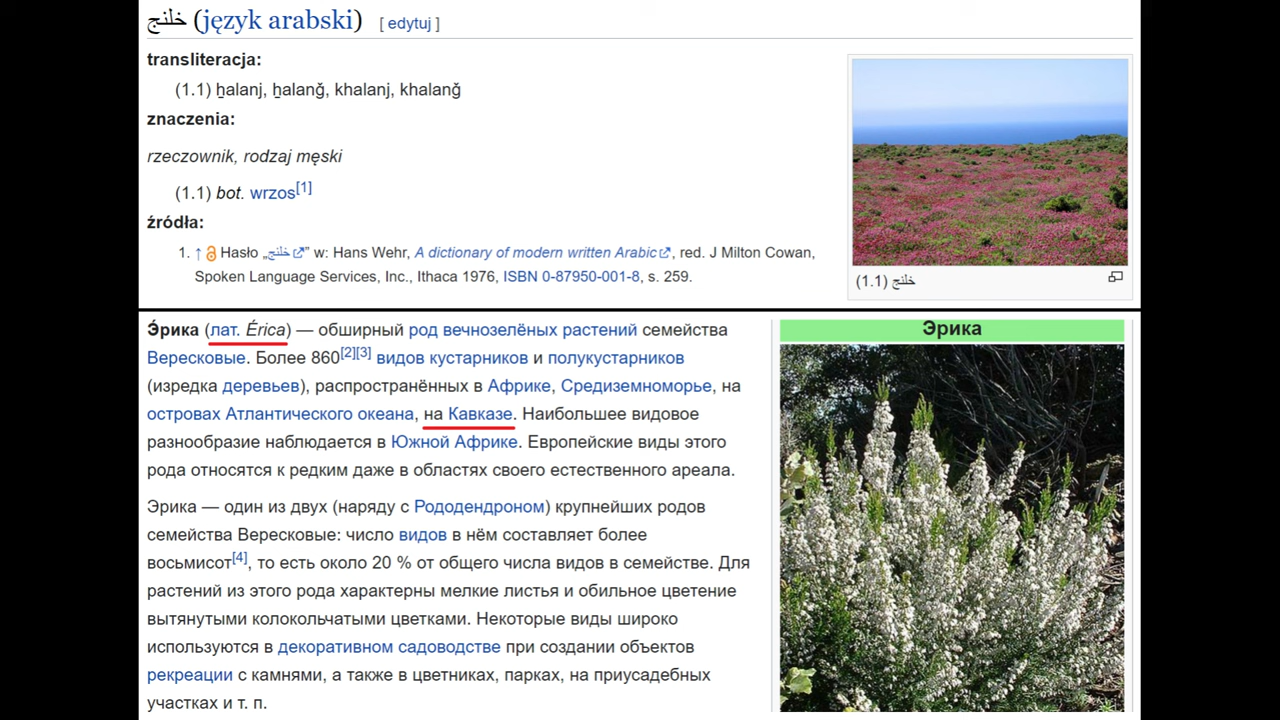 خلنج (język arabski) [ edytuj ]
transliteracja:
(1.1) ḫalanj, ḫalanǧ, khalanj, khalanǧ
znaczenia:
rzeczownik, rodzaj męski
(1.1) bot. wrzos[1]
źródła:
1. ↑ Hasło „خلنج” w: Hans Wehr, A dictionary of modern written Arabic, red. J Milton Cowan,
Spoken Language Services, Inc., Ithaca 1976, ISBN 0-87950-001-8, s. 259.
(1.1) خلنج
Э́рика (лат. Érica) — обширный род вечнозелёных растений семейства
Вересковые. Более 860[2][3] видов кустарников и полукустарников
(изредка деревьев), распространённых в Африке, Средиземноморье, на
островах Атлантического океана, на Кавказе. Наибольшее видовое
разнообразие наблюдается в Южной Африке. Европейские виды этого
рода относятся к редким даже в областях своего естественного ареала.
Эрика — один из двух (наряду с Рододендроном) крупнейших родов
семейства Вересковые: число видов в нём составляет более
восьмисот[4], то есть около 20 % от общего числа видов в семействе. Для
растений из этого рода характерны мелкие листья и обильное цветение
вытянутыми колокольчатыми цветками. Некоторые виды широко
используются в декоративном садоводстве при создании объектов
рекреации с камнями, а также в цветниках, парках, на приусадебных
участках и т. п.
Эрика